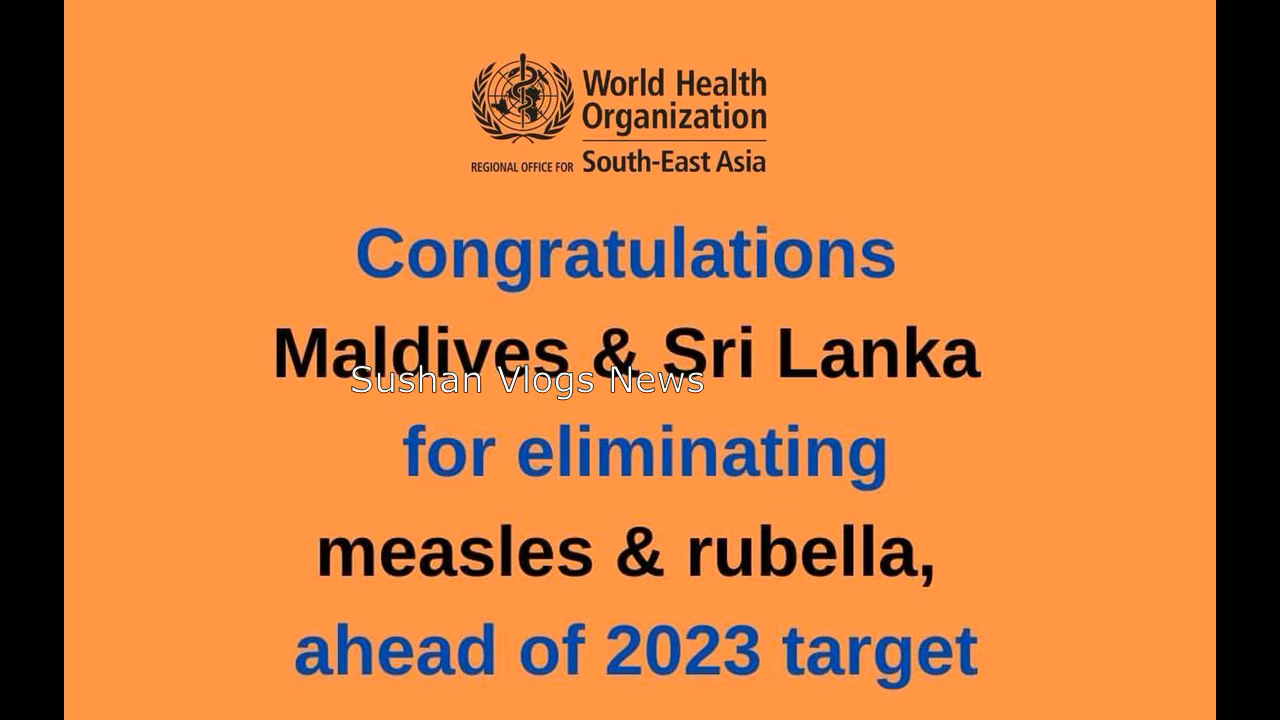 World Health
Organization
REGIONAL OFFICE FOR South-East Asia
Congratulations
Maldives & Sri Lanka
Sushan Vlogs News
for eliminating
measles & rubella,
ahead of 2023 target